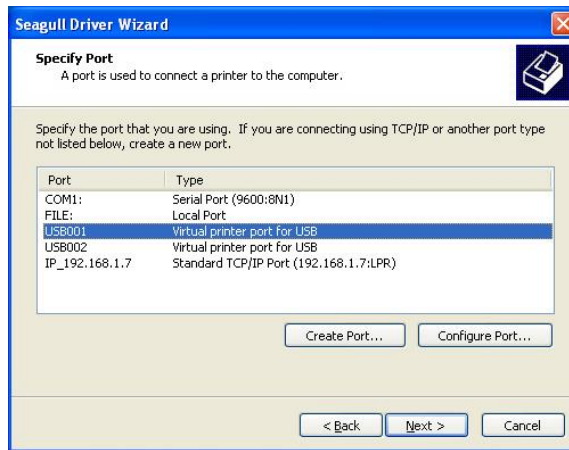 Seagull Driver Wizard
Specify Port
A port is used to connect a printer to the computer.
Specify the port that you are using. If you are connecting using TCP/IP or another port type
not listed below, create a new port.
Port Type
COM1: Serial Port (9600:8N1)
FILE: Local Port
USB001 Virtual printer port for USB
USB002 Virtual printer port for USB
IP_192.168.1.7 Standard TCP/IP Port (192.168.1.7:LPR)
Create Port... Configure Port...
< Back Next > Cancel